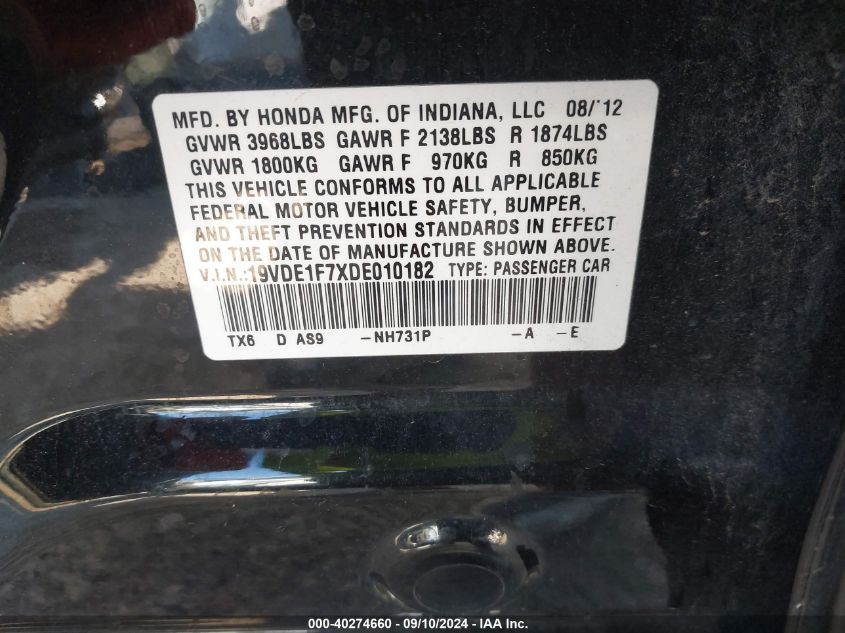 MFD. BY HONDA MFG. OF INDIANA, LLC 08/'12
GVWR 3968LBS GAWR F 2138LBS R 1874LBS
GVWR 1800KG GAWR F 970KG R 850KG
THIS VEHICLE CONFORMS TO ALL APPLICABLE
FEDERAL MOTOR VEHICLE SAFETY, BUMPER,
AND THEFT PREVENTION STANDARDS IN EFFECT
ON THE DATE OF MANUFACTURE SHOWN ABOVE.
V.I.N.:19VDE1F7XDE010182 TYPE: PASSENGER CAR
TX6 D AS9 -NH731P -A -E
000-40274660 - 09/10/2024 - IAA Inc.